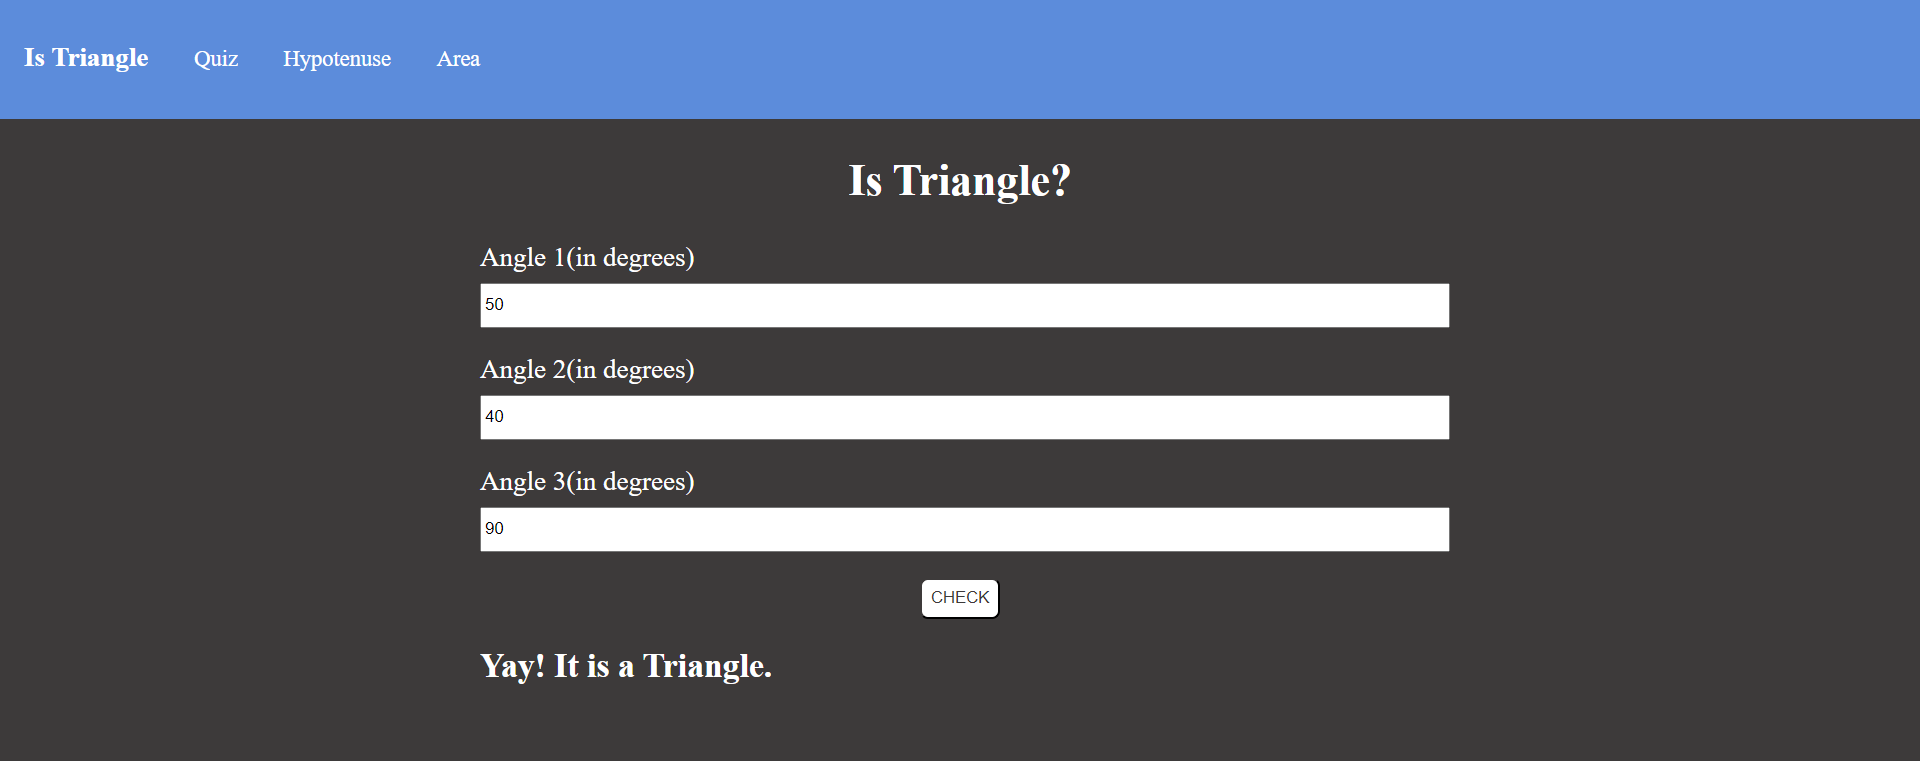 Is Triangle Quiz Hypotenuse Area
Is Triangle?
Angle 1(in degrees)
50
Angle 2(in degrees)
40
Angle 3(in degrees)
90
CHECK
Yay! It is a Triangle.